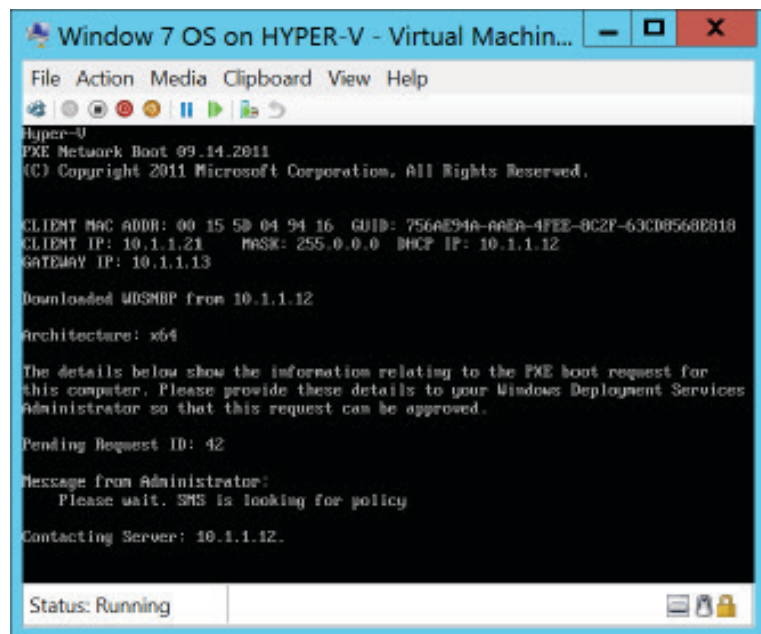 Window 7 OS on HYPER-V - Virtual Machin...
File Action Media Clipboard View Help
Hyper-V
PXE Network Boot 09.14.2011
(C) Copyright 2011 Microsoft Corporation, All Rights Reserved.
CLIENT MAC ADDR: 00 15 5D 04 94 16 GUID: 756AE94A-AAEA-4FEE-8C2F-63CD8568E818
CLIENT IP: 10.1.1.21 MASK: 255.0.0.0 DHCP IP: 10.1.1.12
GATEWAY IP: 10.1.1.13
Downloaded WDSNBP from 10.1.1.12
Architecture: x64
The details below show the information relating to the PXE boot request for
this computer. Please provide these details to your Windows Deployment Services
Administrator so that this request can be approved.
Pending Request ID: 42
Message from Administrator:
Please wait. SMS is looking for policy
Contacting Server: 10.1.1.12.
Status: Running